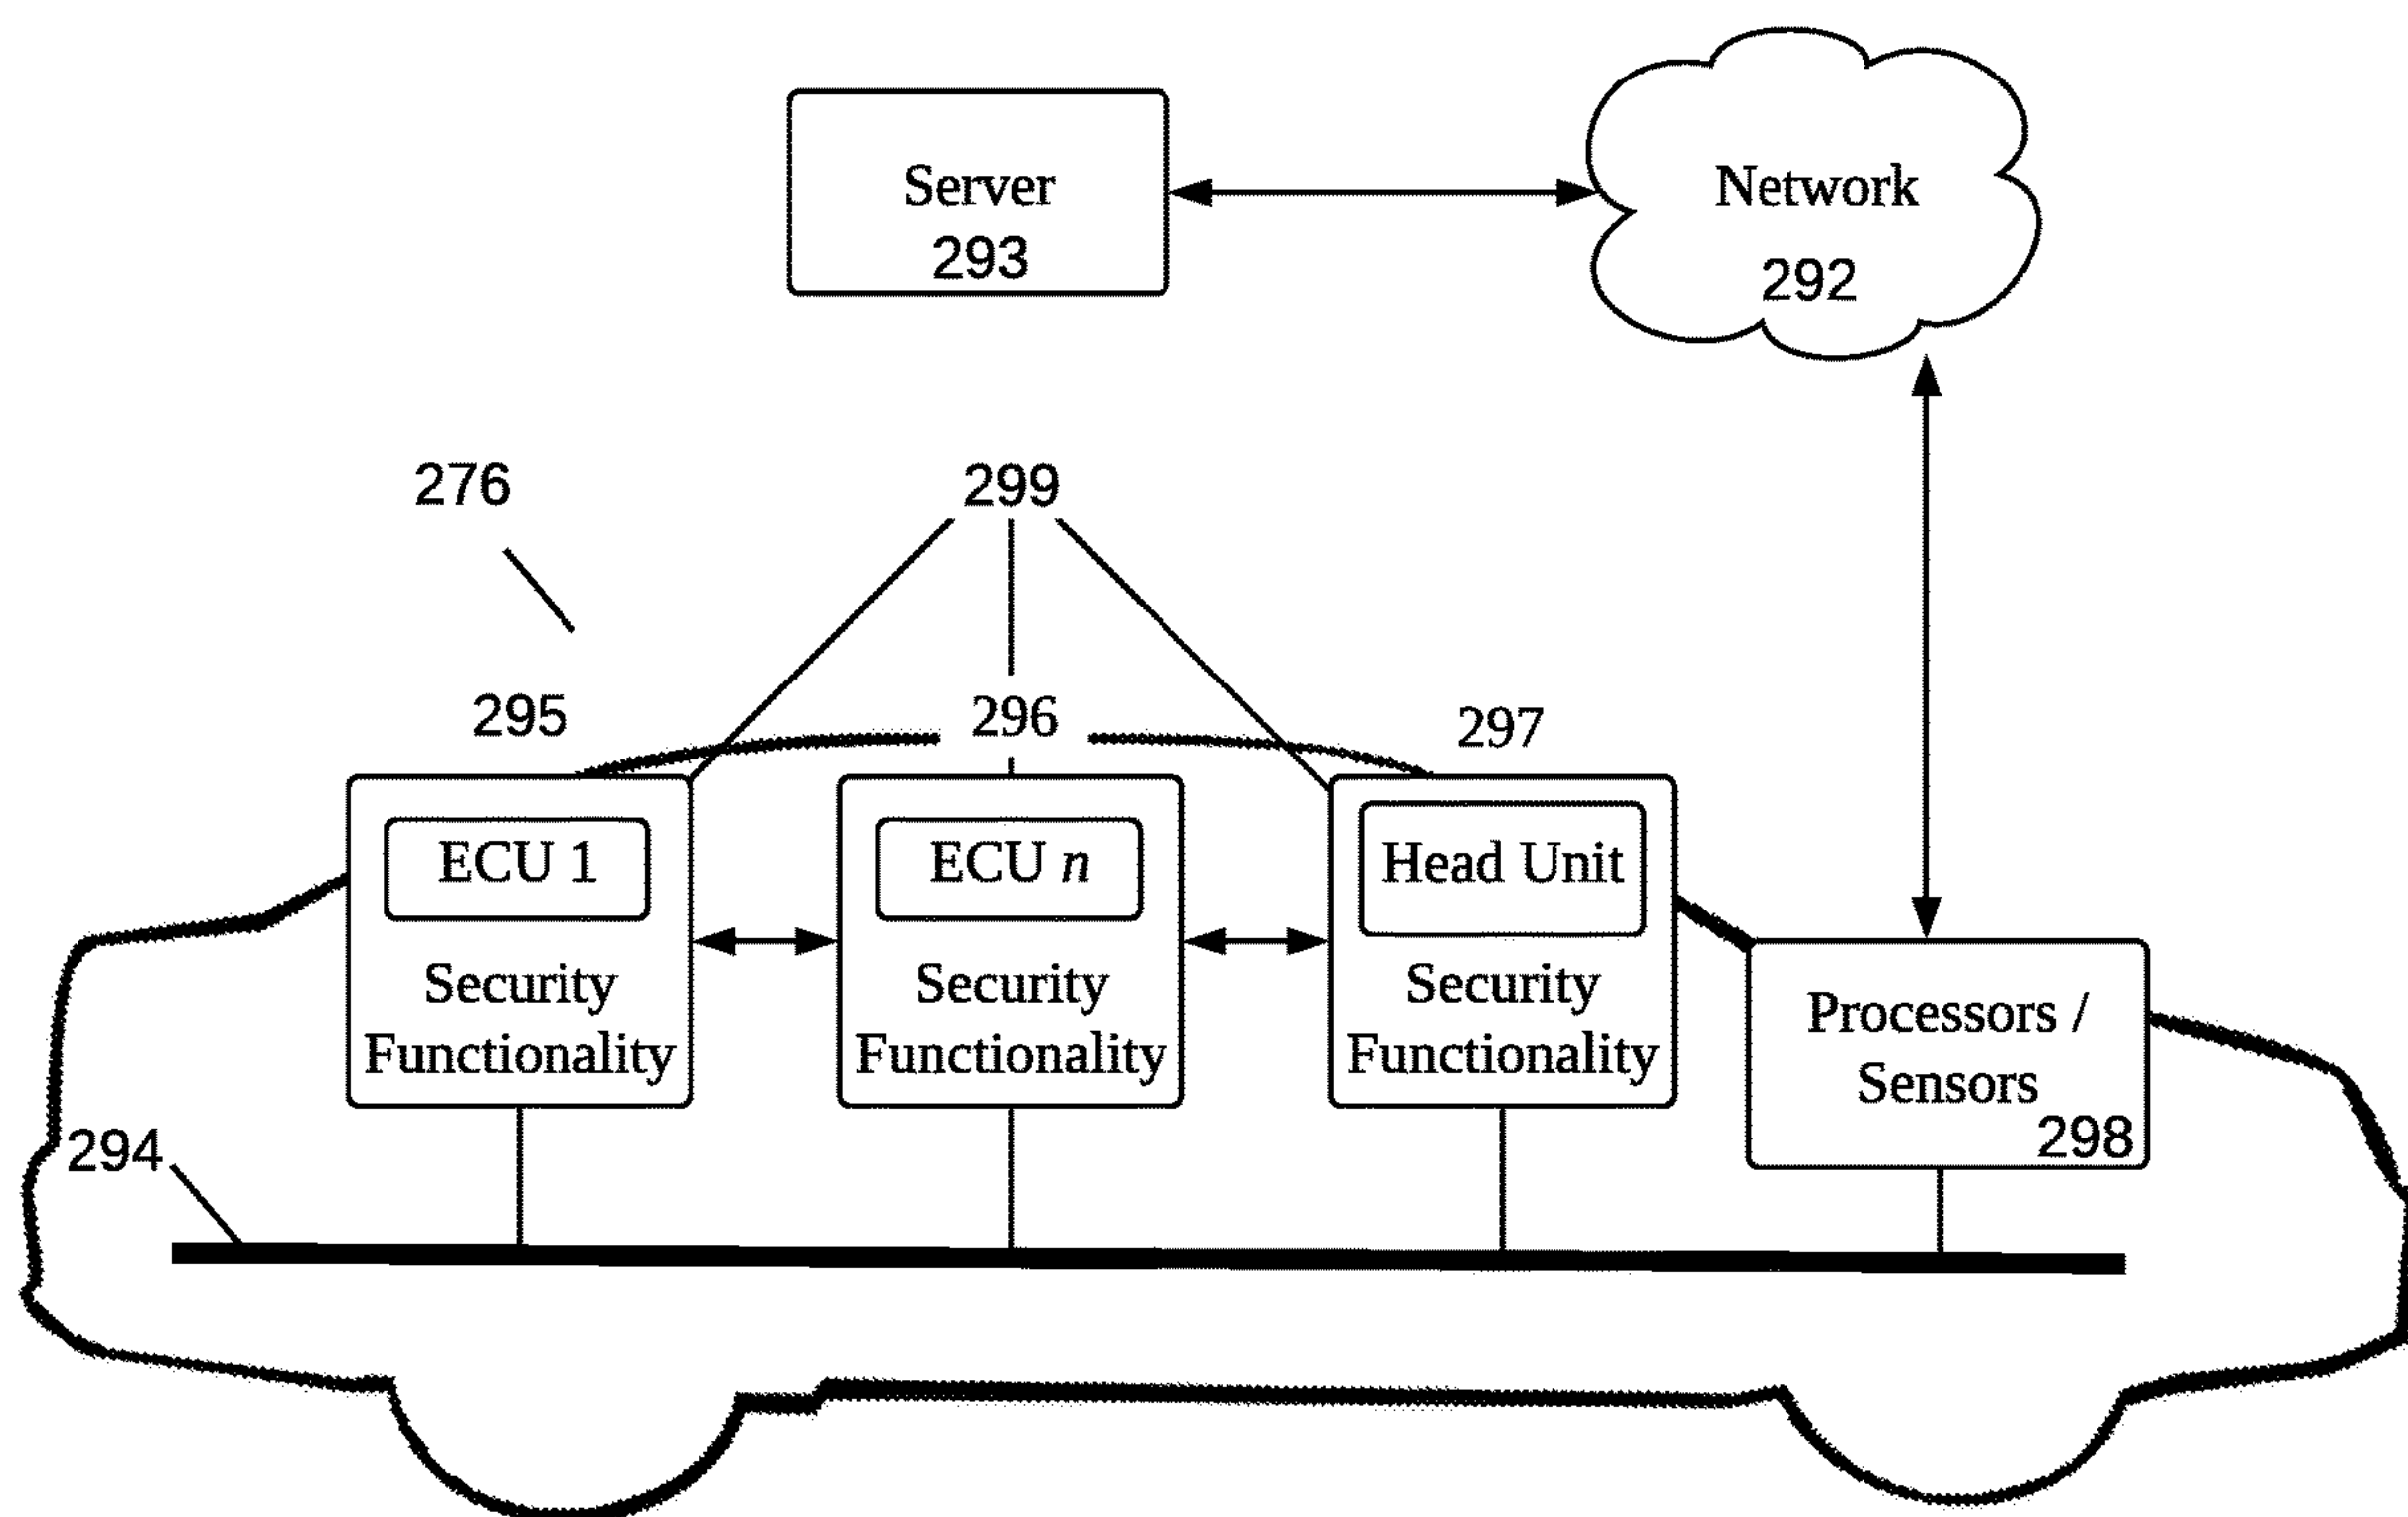 Server
293
Network
292
276
299
295
296
297
ECU 1
Security
Functionality
ECU n
Security
Functionality
Head Unit
Security
Functionality
Processors /
Sensors
298
294